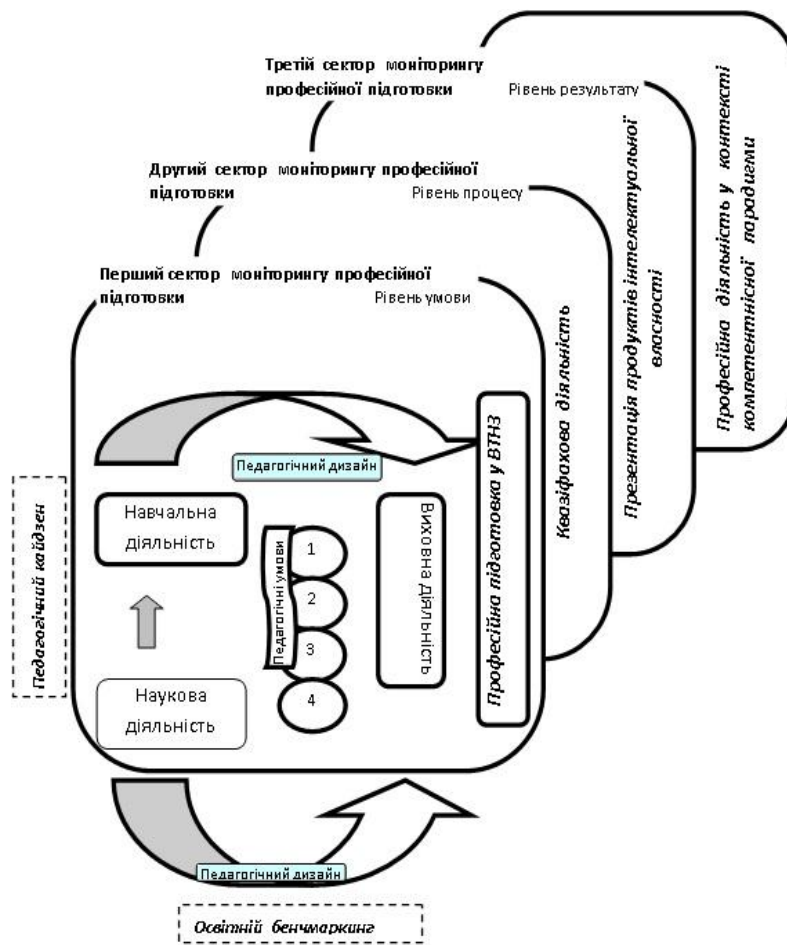 Третій сектор моніторингу
професійної підготовки
Рівень результату
Другий сектор моніторингу професійної
підготовки
Рівень процесу
Перший сектор моніторингу професійної
підготовки
Рівень умови
Професійна діяльність у контексті
компетентнісної парадигми
Презентація продуктів інтелектуальної
власності
Квазіфахова діяльність
Професійна підготовка у ВТНЗ
Педагогічний дизайн
Навчальна
діяльність
Педагогічні умови
1
2
3
4
Виховна діяльність
Наукова
діяльність
Педагогічний кайдзен
Педагогічний дизайн
Освітній бенчмаркинг